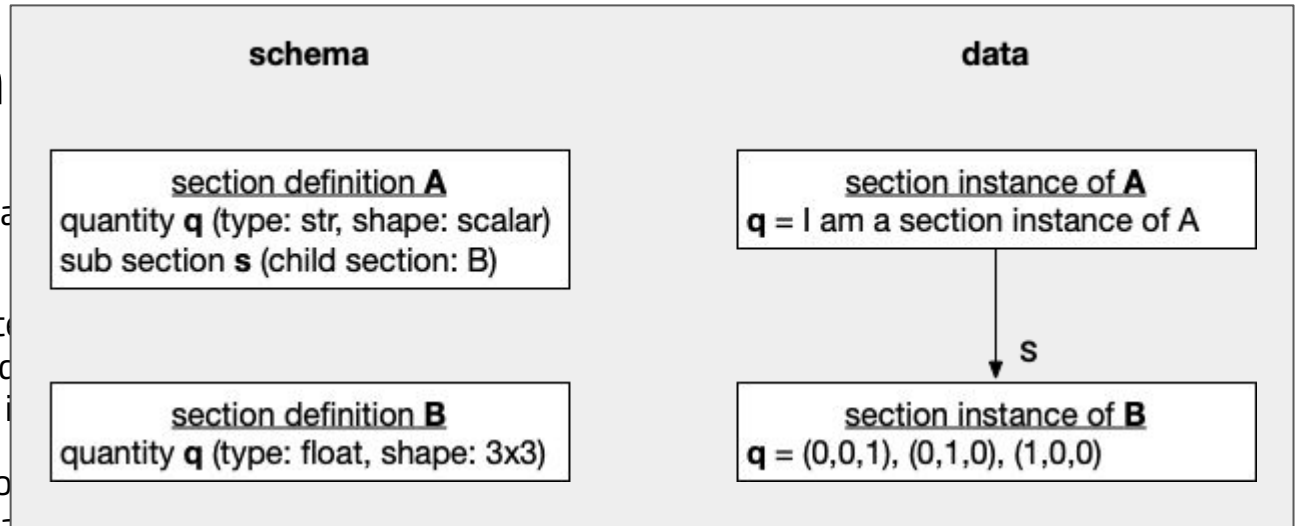 schema
data
section definition A
quantity q (type: str, shape: scalar)
sub section s (child section: B)
section instance of A
q = I am a section instance of A
s
section definition B
quantity q (type: float, shape: 3x3)
section instance of B
q = (0,0,1), (0,1,0), (1,0,0)